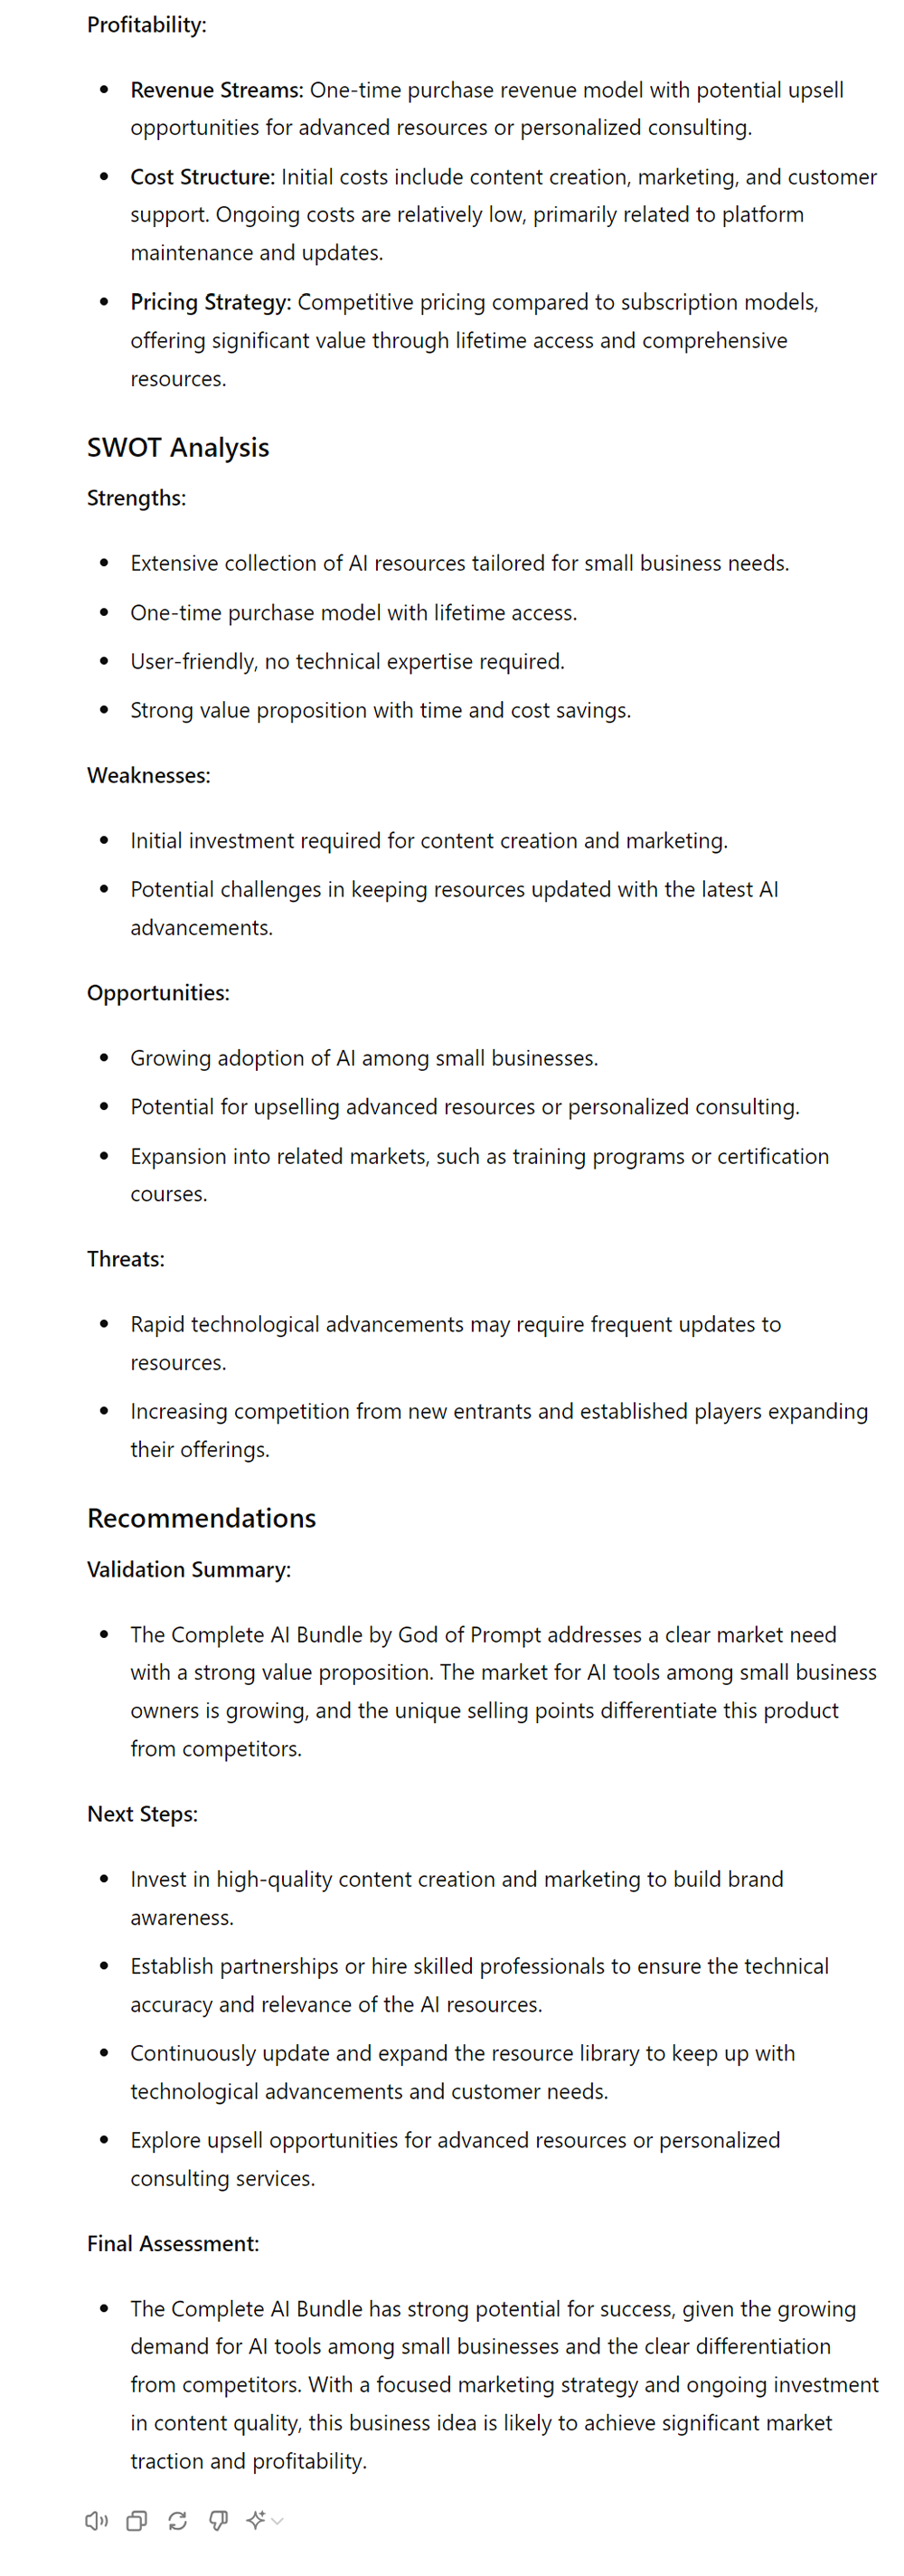 Profitability:
• Revenue Streams: One-time purchase revenue model with potential upsell
opportunities for advanced resources or personalized consulting.
• Cost Structure: Initial costs include content creation, marketing, and customer
support. Ongoing costs are relatively low, primarily related to platform
maintenance and updates.
• Pricing Strategy: Competitive pricing compared to subscription models,
offering significant value through lifetime access and comprehensive
resources.
SWOT Analysis
Strengths:
• Extensive collection of AI resources tailored for small business needs.
• One-time purchase model with lifetime access.
• User-friendly, no technical expertise required.
• Strong value proposition with time and cost savings.
Weaknesses:
• Initial investment required for content creation and marketing.
• Potential challenges in keeping resources updated with the latest AI
advancements.
Opportunities:
• Growing adoption of AI among small businesses.
• Potential for upselling advanced resources or personalized consulting.
• Expansion into related markets, such as training programs or certification
courses.
Threats:
• Rapid technological advancements may require frequent updates to
resources.
• Increasing competition from new entrants and established players expanding
their offerings.
Recommendations
Validation Summary:
• The Complete AI Bundle by God of Prompt addresses a clear market need
with a strong value proposition. The market for AI tools among small business
owners is growing, and the unique selling points differentiate this product
from competitors.
Next Steps:
• Invest in high-quality content creation and marketing to build brand
awareness.
• Establish partnerships or hire skilled professionals to ensure the technical
accuracy and relevance of the AI resources.
• Continuously update and expand the resource library to keep up with
technological advancements and customer needs.
• Explore upsell opportunities for advanced resources or personalized
consulting services.
Final Assessment:
• The Complete AI Bundle has strong potential for success, given the growing
demand for AI tools among small businesses and the clear differentiation
from competitors. With a focused marketing strategy and ongoing investment
in content quality, this business idea is likely to achieve significant market
traction and profitability.